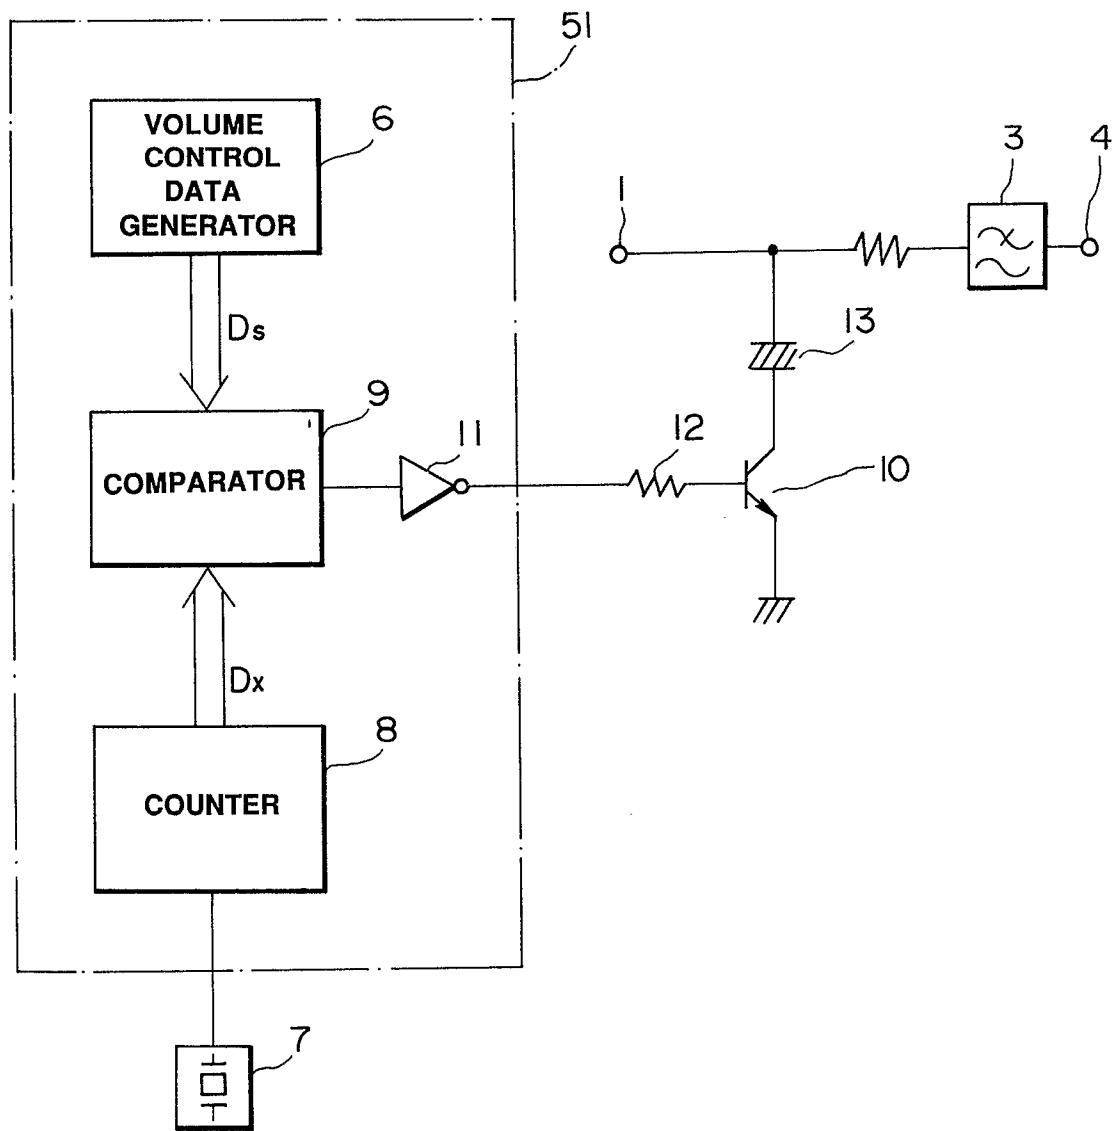 51
VOLUME
CONTROL
DATA
GENERATOR
6
3
4
1
Ds
13
9
11
12
COMPARATOR
10
Dx
8
COUNTER
7